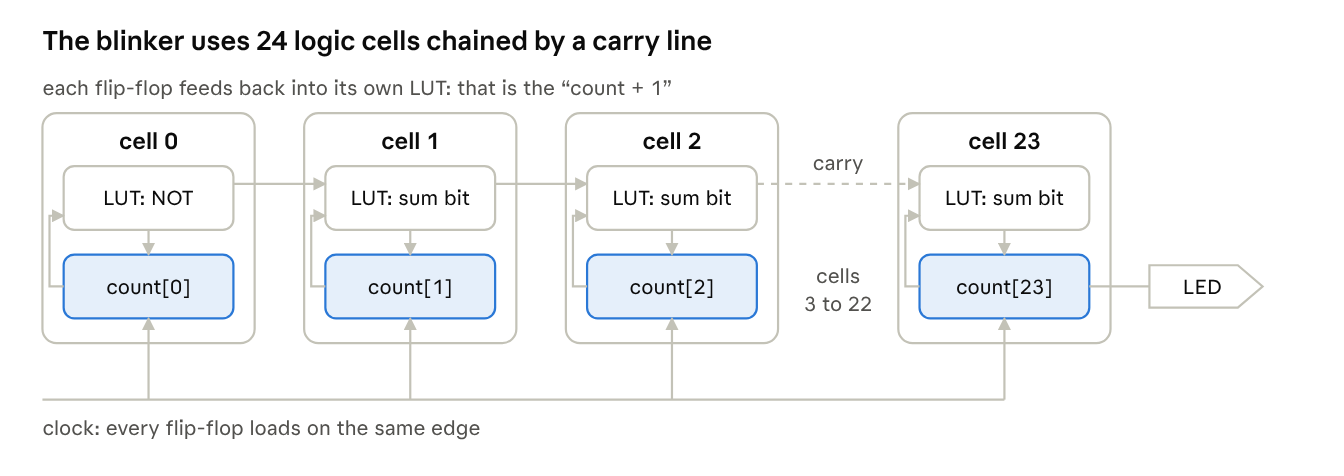 The blinker uses 24 logic cells chained by a carry line
each flip-flop feeds back into its own LUT: that is the “count + 1”
cell 0
cell 1
cell 2
cell 23
carry
LUT: NOT
LUT: sum bit
LUT: sum bit
LUT: sum bit
count[0]
count[1]
count[2]
cells
3 to 22
count[23]
LED
clock: every flip-flop loads on the same edge